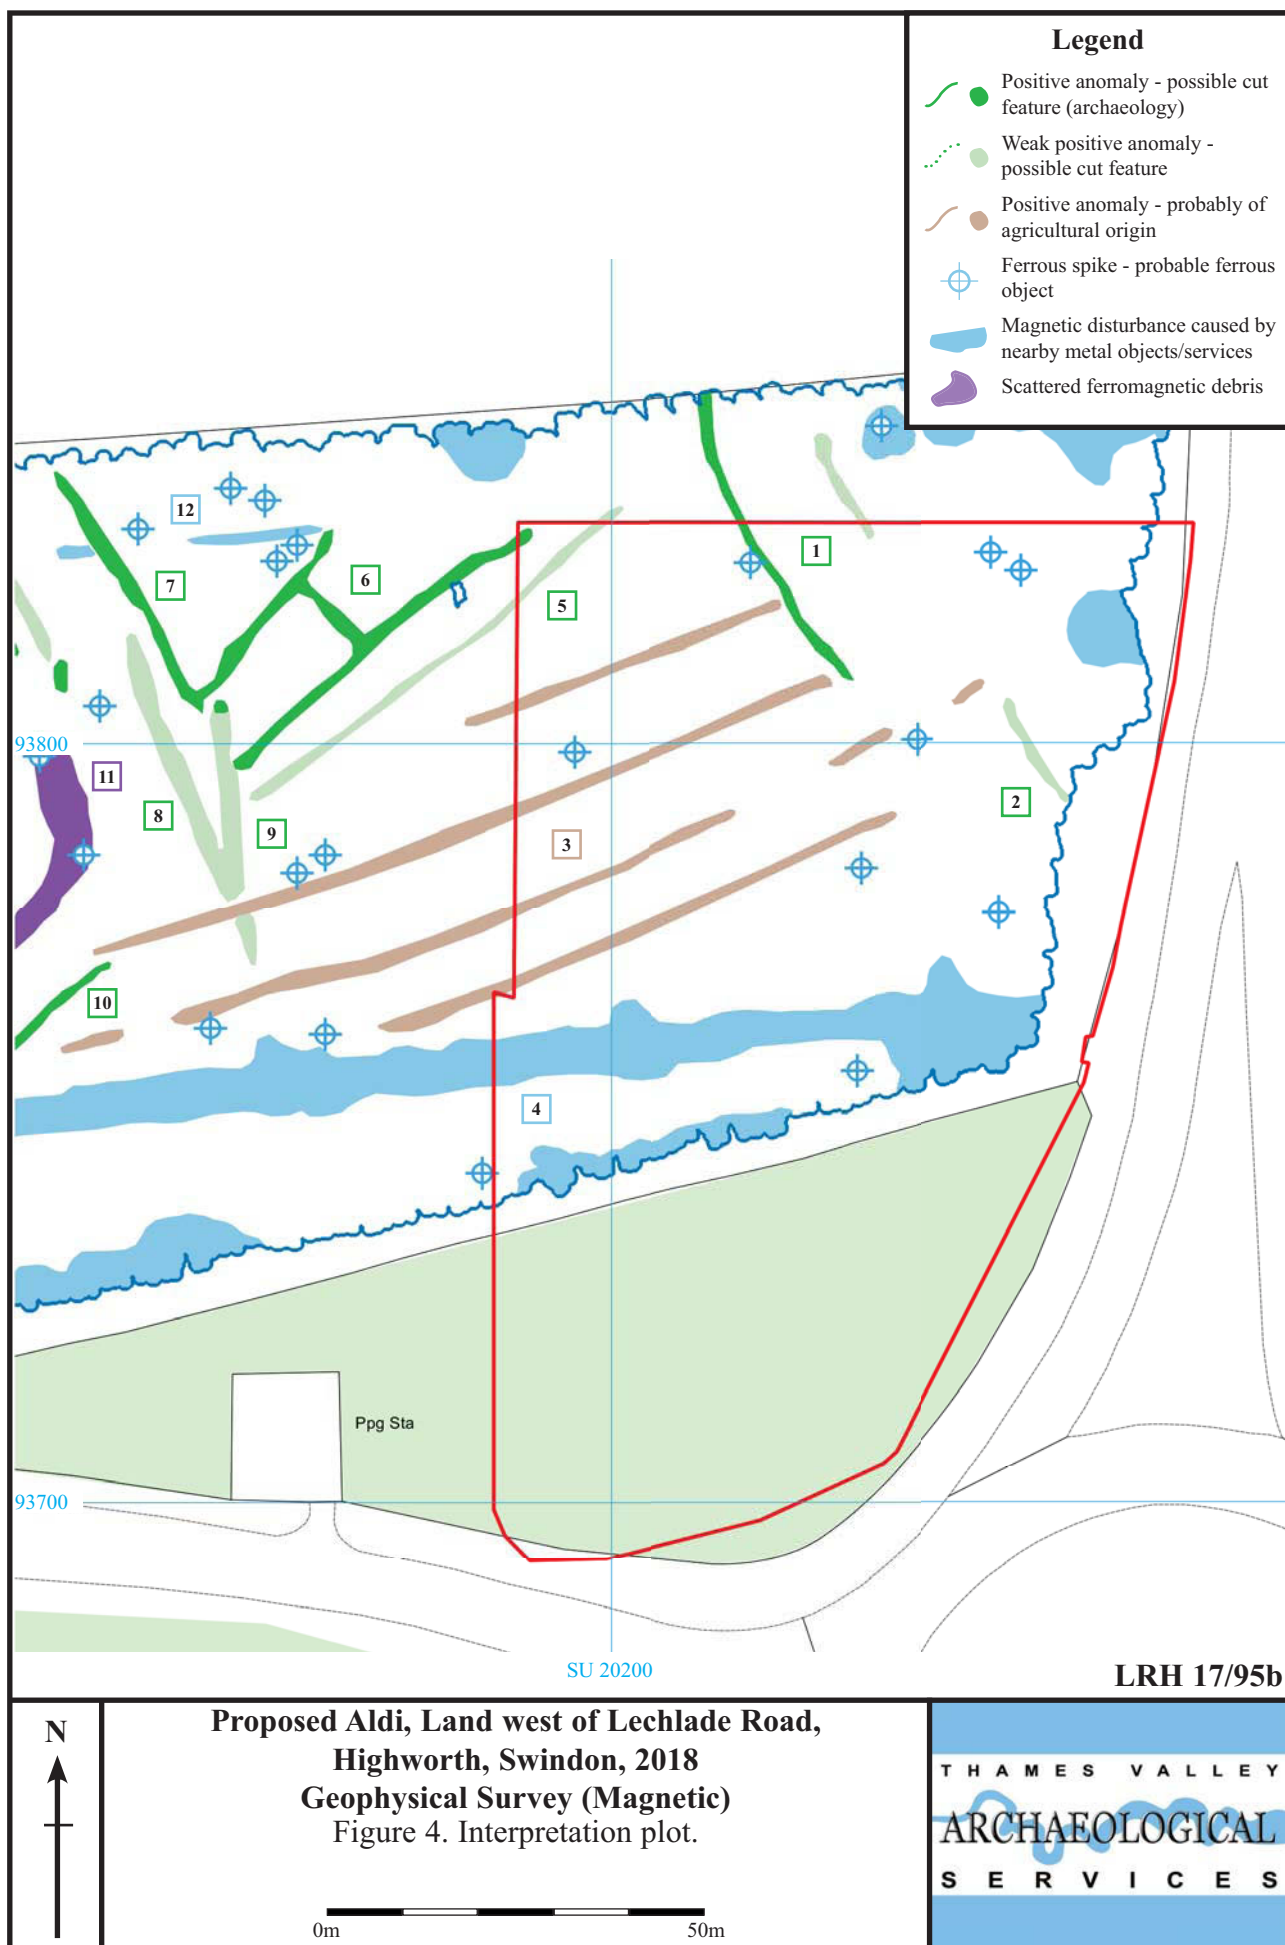 Legend
Positive anomaly - possible cut
feature (archaeology)
Weak positive anomaly -
possible cut feature
Positive anomaly - probably of
agricultural origin
Ferrous spike - probable ferrous
object
Magnetic disturbance caused by
nearby metal objects/services
Scattered ferromagnetic debris
12
1
7
6
5
93800
11
2
8
9
3
10
4
Ppg Sta
93700
SU 20200
LRH 17/95b
N
Proposed Aldi, Land west of Lechlade Road,
Highworth, Swindon, 2018
Geophysical Survey (Magnetic)
Figure 4. Interpretation plot.
0m
50m
THAMES VALLEY
ARCHAEOLOGICAL
SERVICES